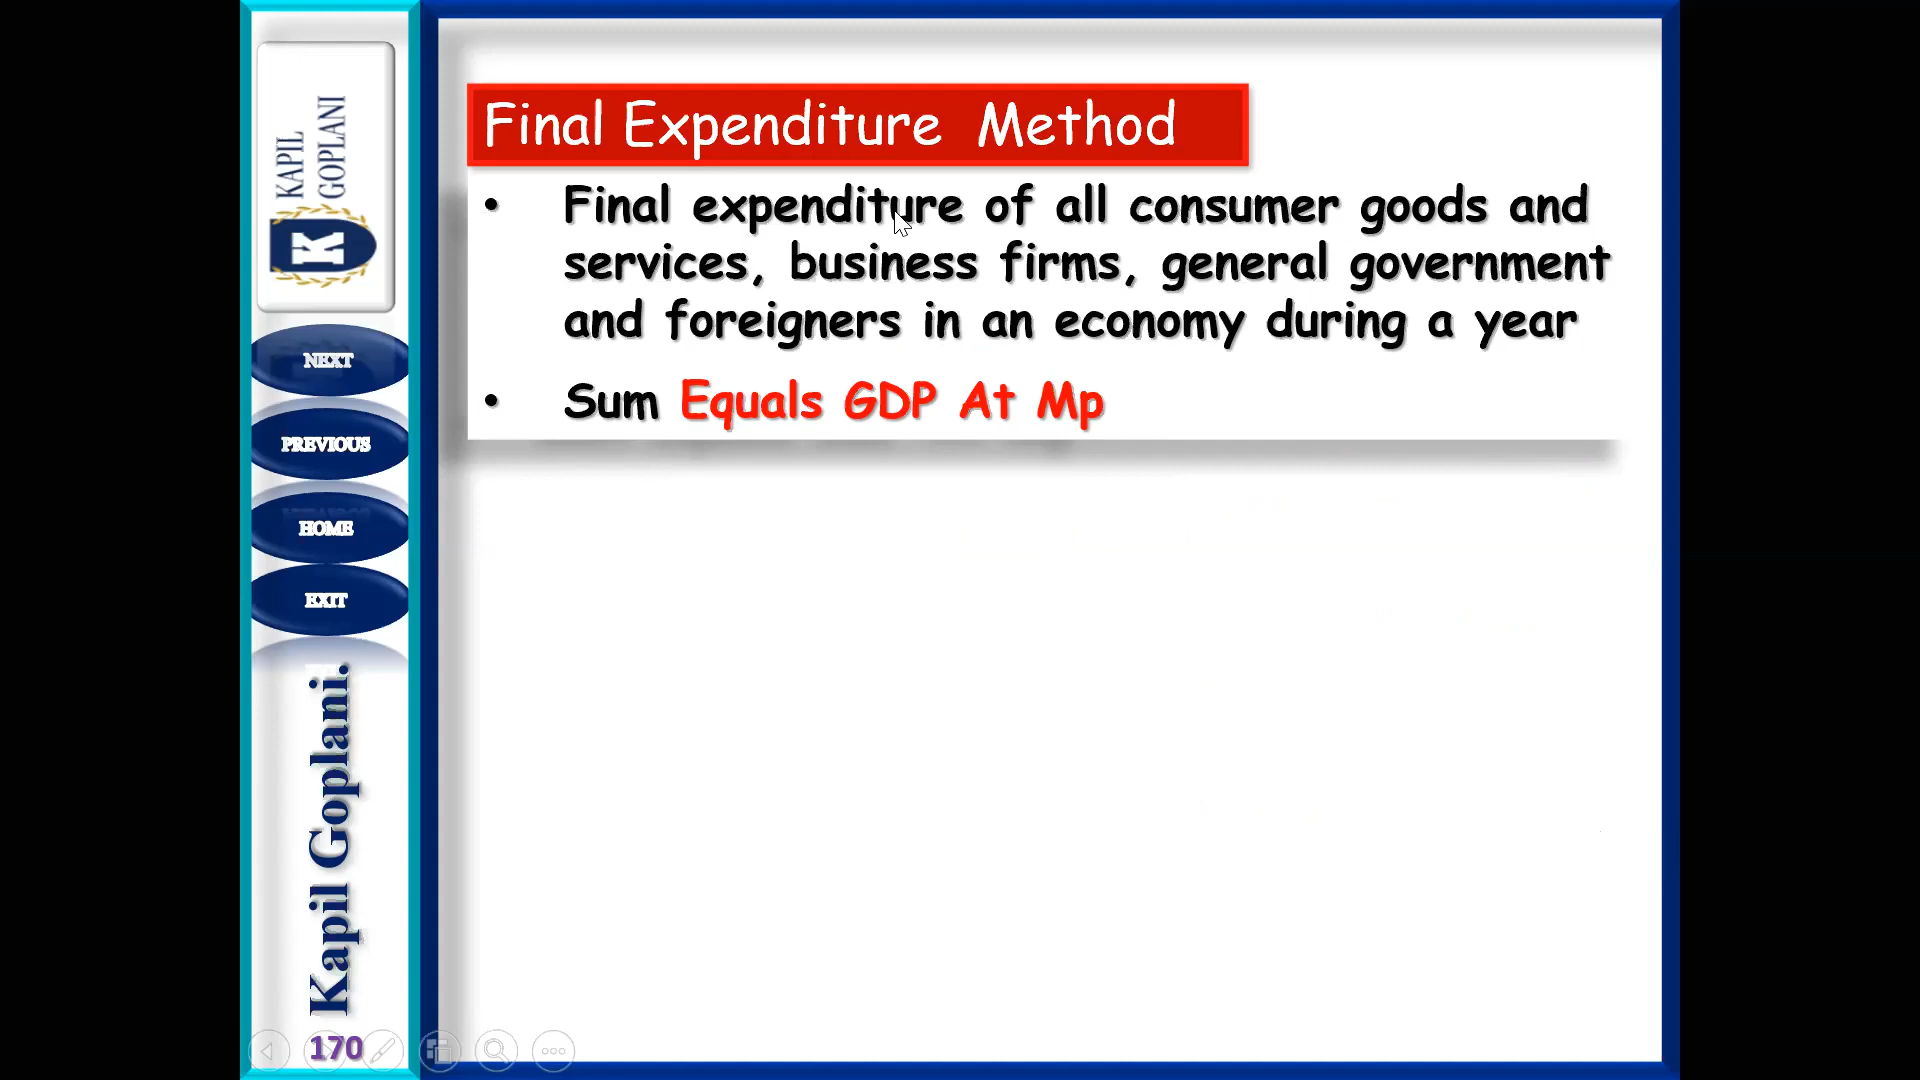 KAPIL
GOPLANI
K
NEXT
PREVIOUS
HOME
EXIT
Kapil Goplani.
170
Final Expenditure Method
• Final expenditure of all consumer goods and
services, business firms, general government
and foreigners in an economy during a year
• Sum Equals GDP At Mp